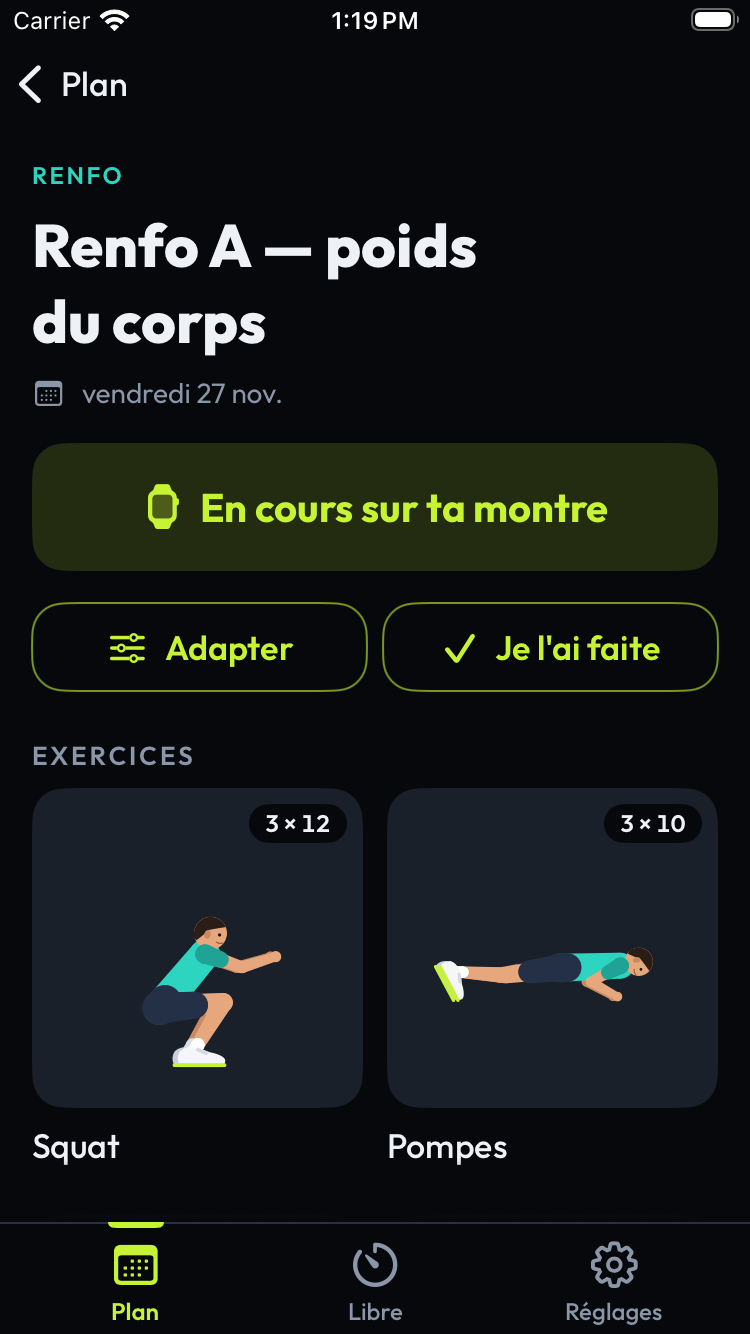 Carrier 1:19 PM
Plan
RENFO
Renfo A — poids
du corps
vendredi 27 nov.
En cours sur ta montre
Adapter
Je l'ai faite
EXERCICES
3 × 12
3 × 10
Squat
Pompes
Plan
Libre
Réglages